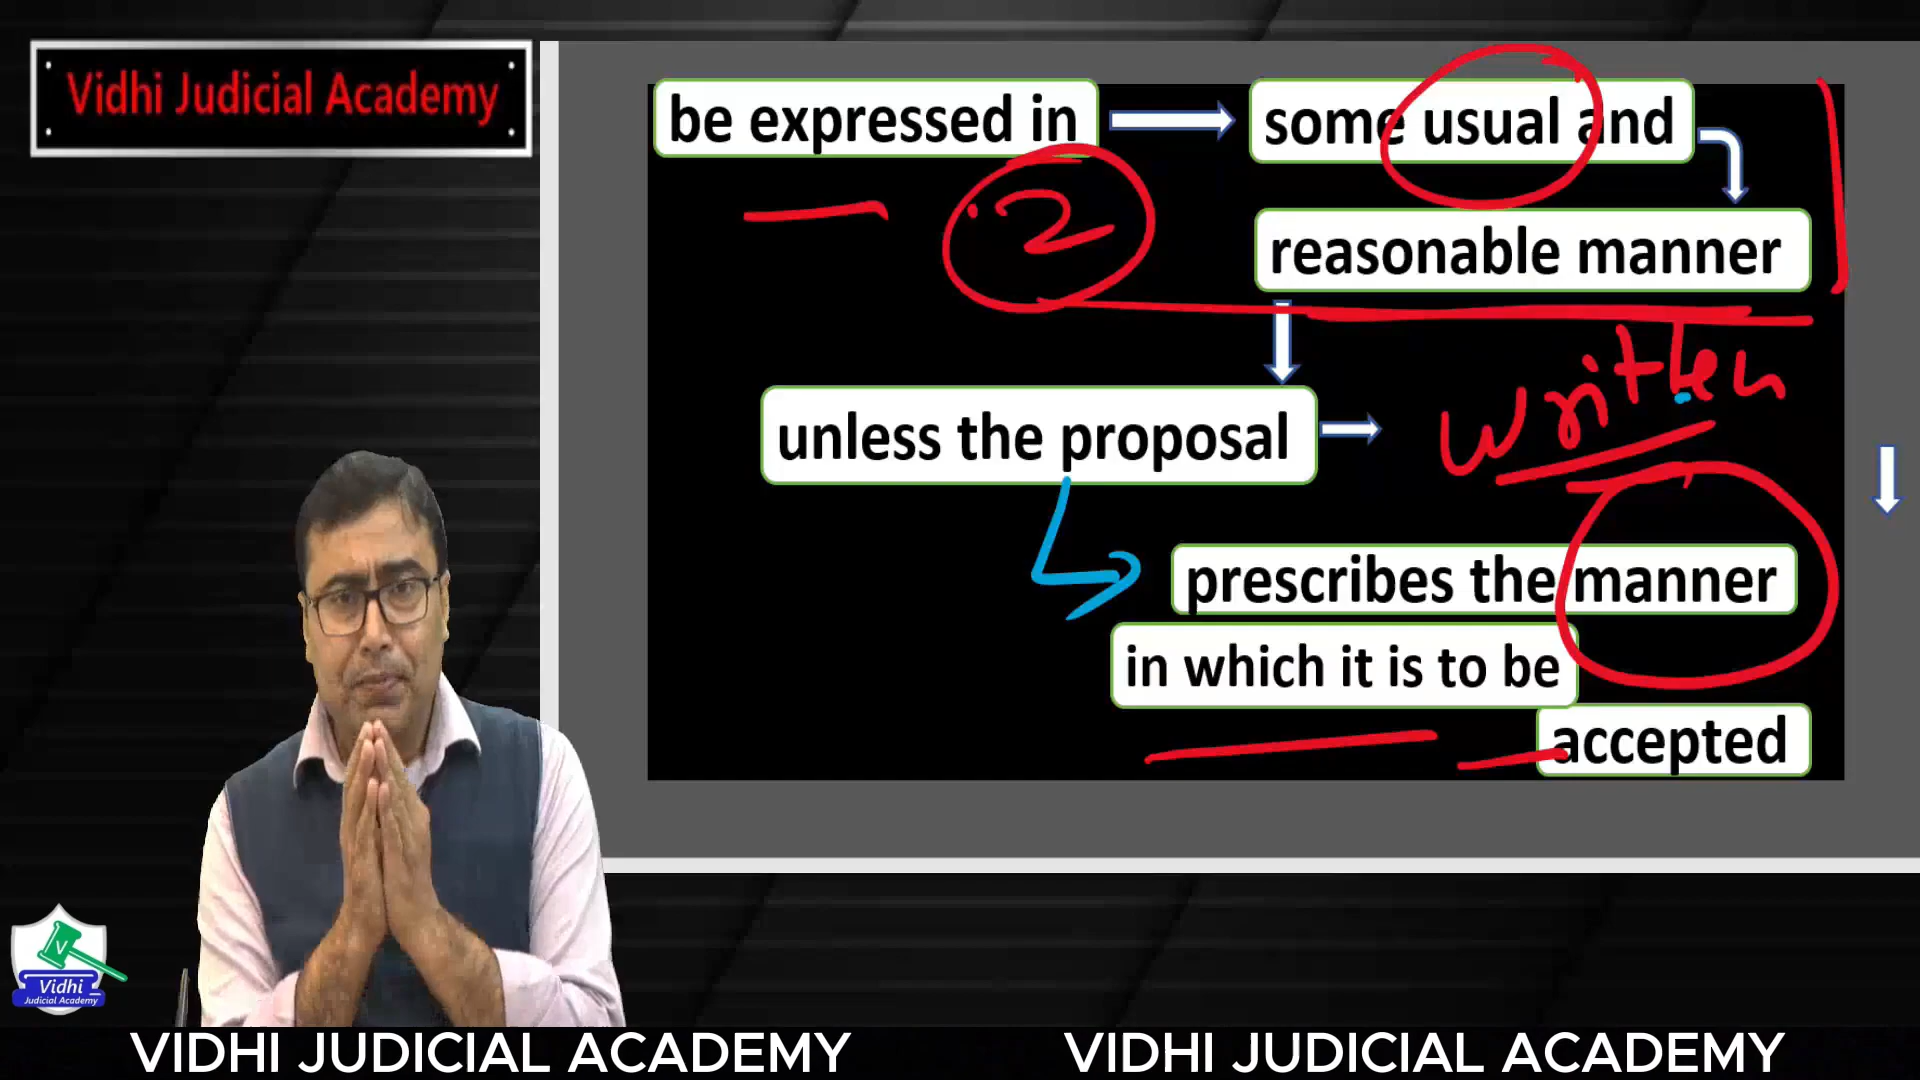 Vidhi Judicial Academy
be expressed in
some usual and
2
reasonable manner
written
unless the proposal
prescribes the manner
in which it is to be
accepted
V
Vidhi
Judicial Academy
VIDHI JUDICIAL ACADEMY
VIDHI JUDICIAL ACADEMY